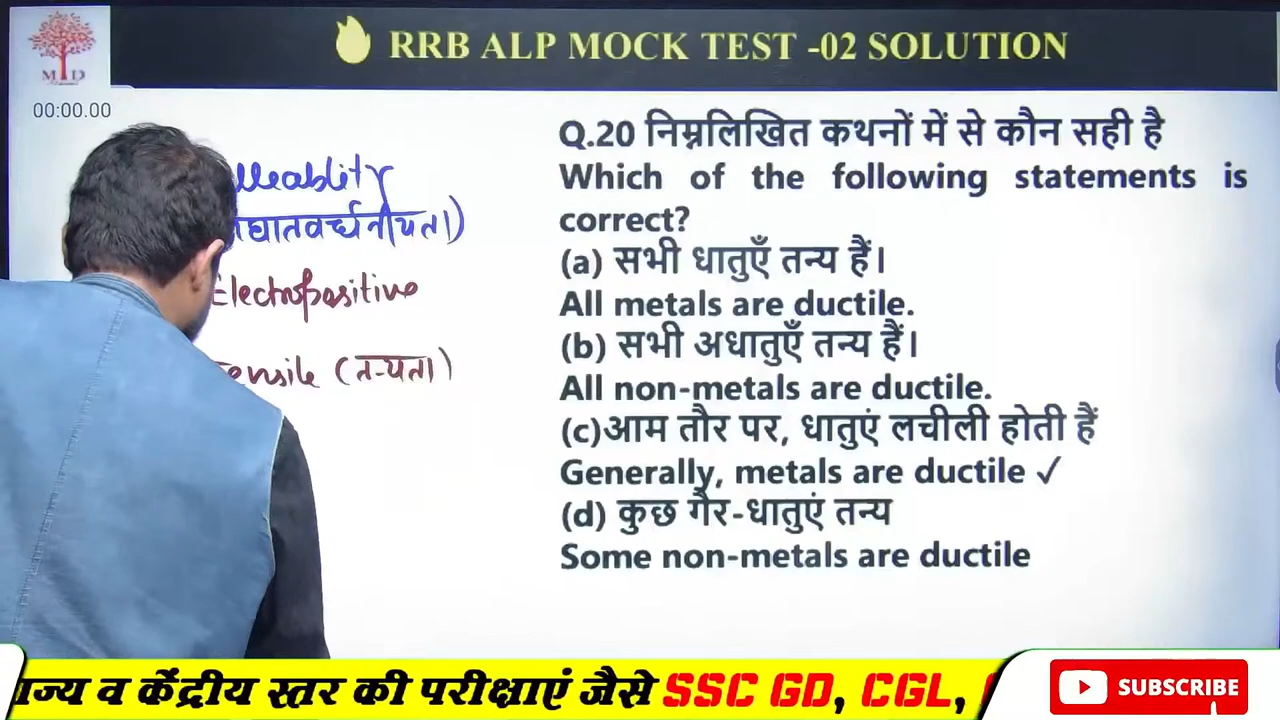 RRB ALP MOCK TEST -02 SOLUTION
00:00.00
Q.20 निम्नलिखित कथनों में से कौन सही है
Which of the following statements is
correct?
(a) सभी धातुएँ तन्य हैं।
All metals are ductile.
(b) सभी अधातुएँ तन्य हैं।
All non-metals are ductile.
(c)आम तौर पर, धातुएं लचीली होती हैं
Generally, metals are ductile ✓
(d) कुछ गैर-धातुएं तन्य
Some non-metals are ductile
Electropositive
(तन्यता)
व केंद्रीय स्तर की परीक्षाएं जैसे SSC GD, CGL,
SUBSCRIBE